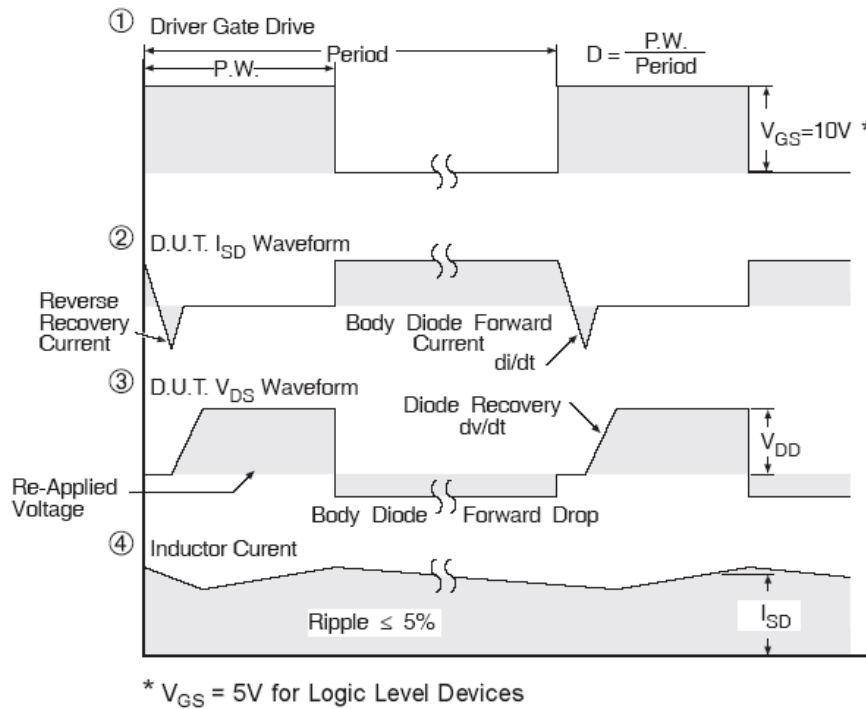 ① Driver Gate Drive
Period
P.W.
D = P.W. / Period
V_GS=10V *
② D.U.T. I_SD Waveform
Reverse
Recovery
Current
Body Diode Forward
Current
di/dt
③ D.U.T. V_DS Waveform
Diode Recovery
dv/dt
V_DD
Re-Applied
Voltage
Body Diode Forward Drop
④ Inductor Curent
Ripple ≤ 5%
I_SD
* V_GS = 5V for Logic Level Devices